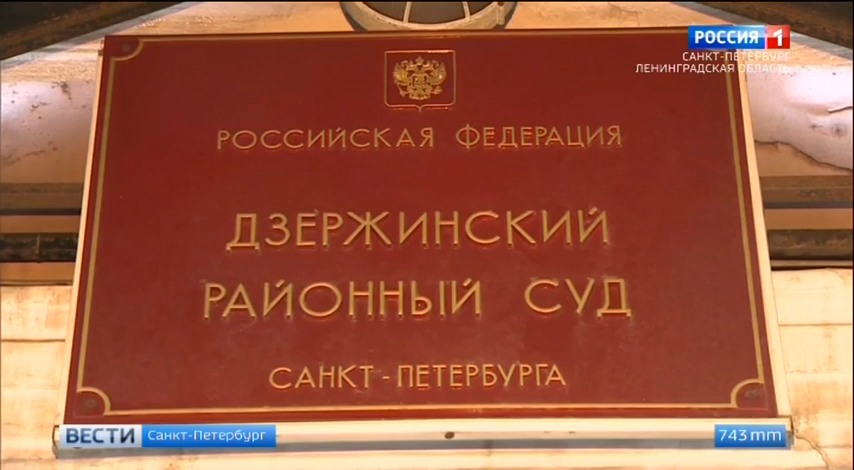 РОССИЯ 1
САНКТ-ПЕТЕРБУРГ
ЛЕНИНГРАДСКАЯ ОБЛАСТЬ
РОССИЙСКАЯ ФЕДЕРАЦИЯ
ДЗЕРЖИНСКИЙ
РАЙОННЫЙ СУД
САНКТ-ПЕТЕРБУРГА
ВЕСТИ Санкт-Петербург
743 mm